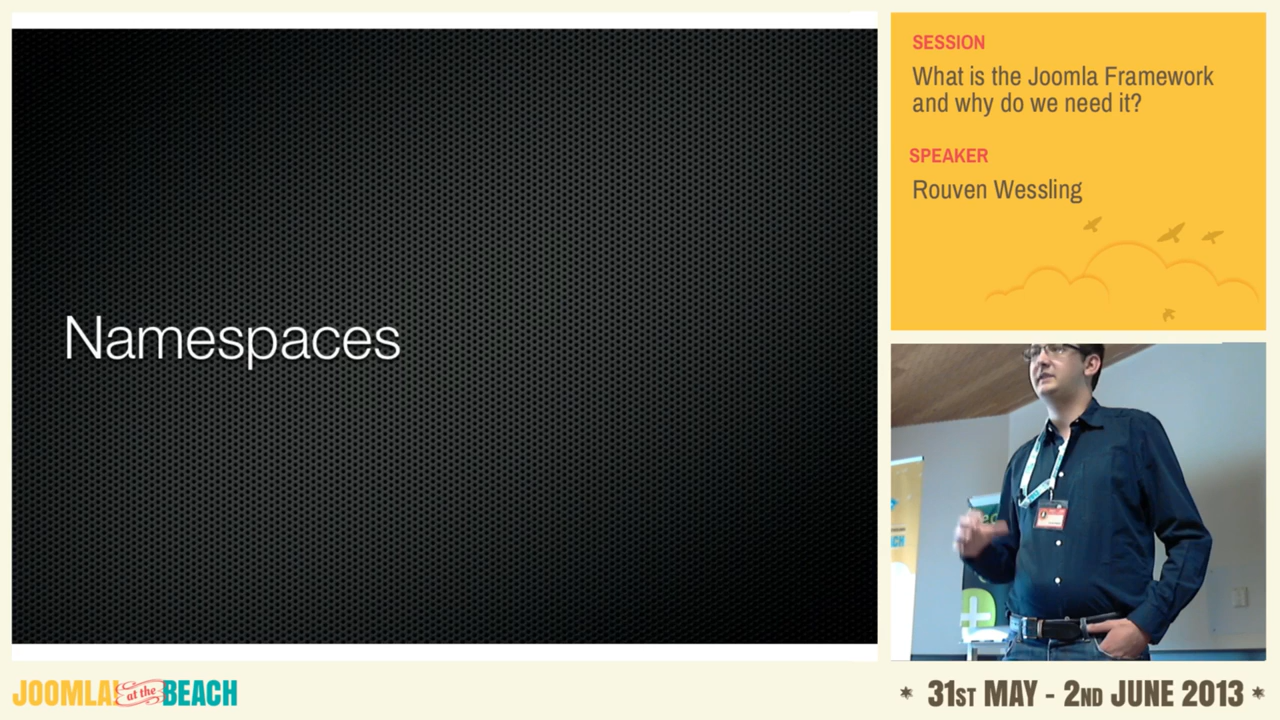 Namespaces
SESSION
What is the Joomla Framework
and why do we need it?
SPEAKER
Rouven Wessling
JOOMLA! at the BEACH
* 31ST MAY - 2ND JUNE 2013 *